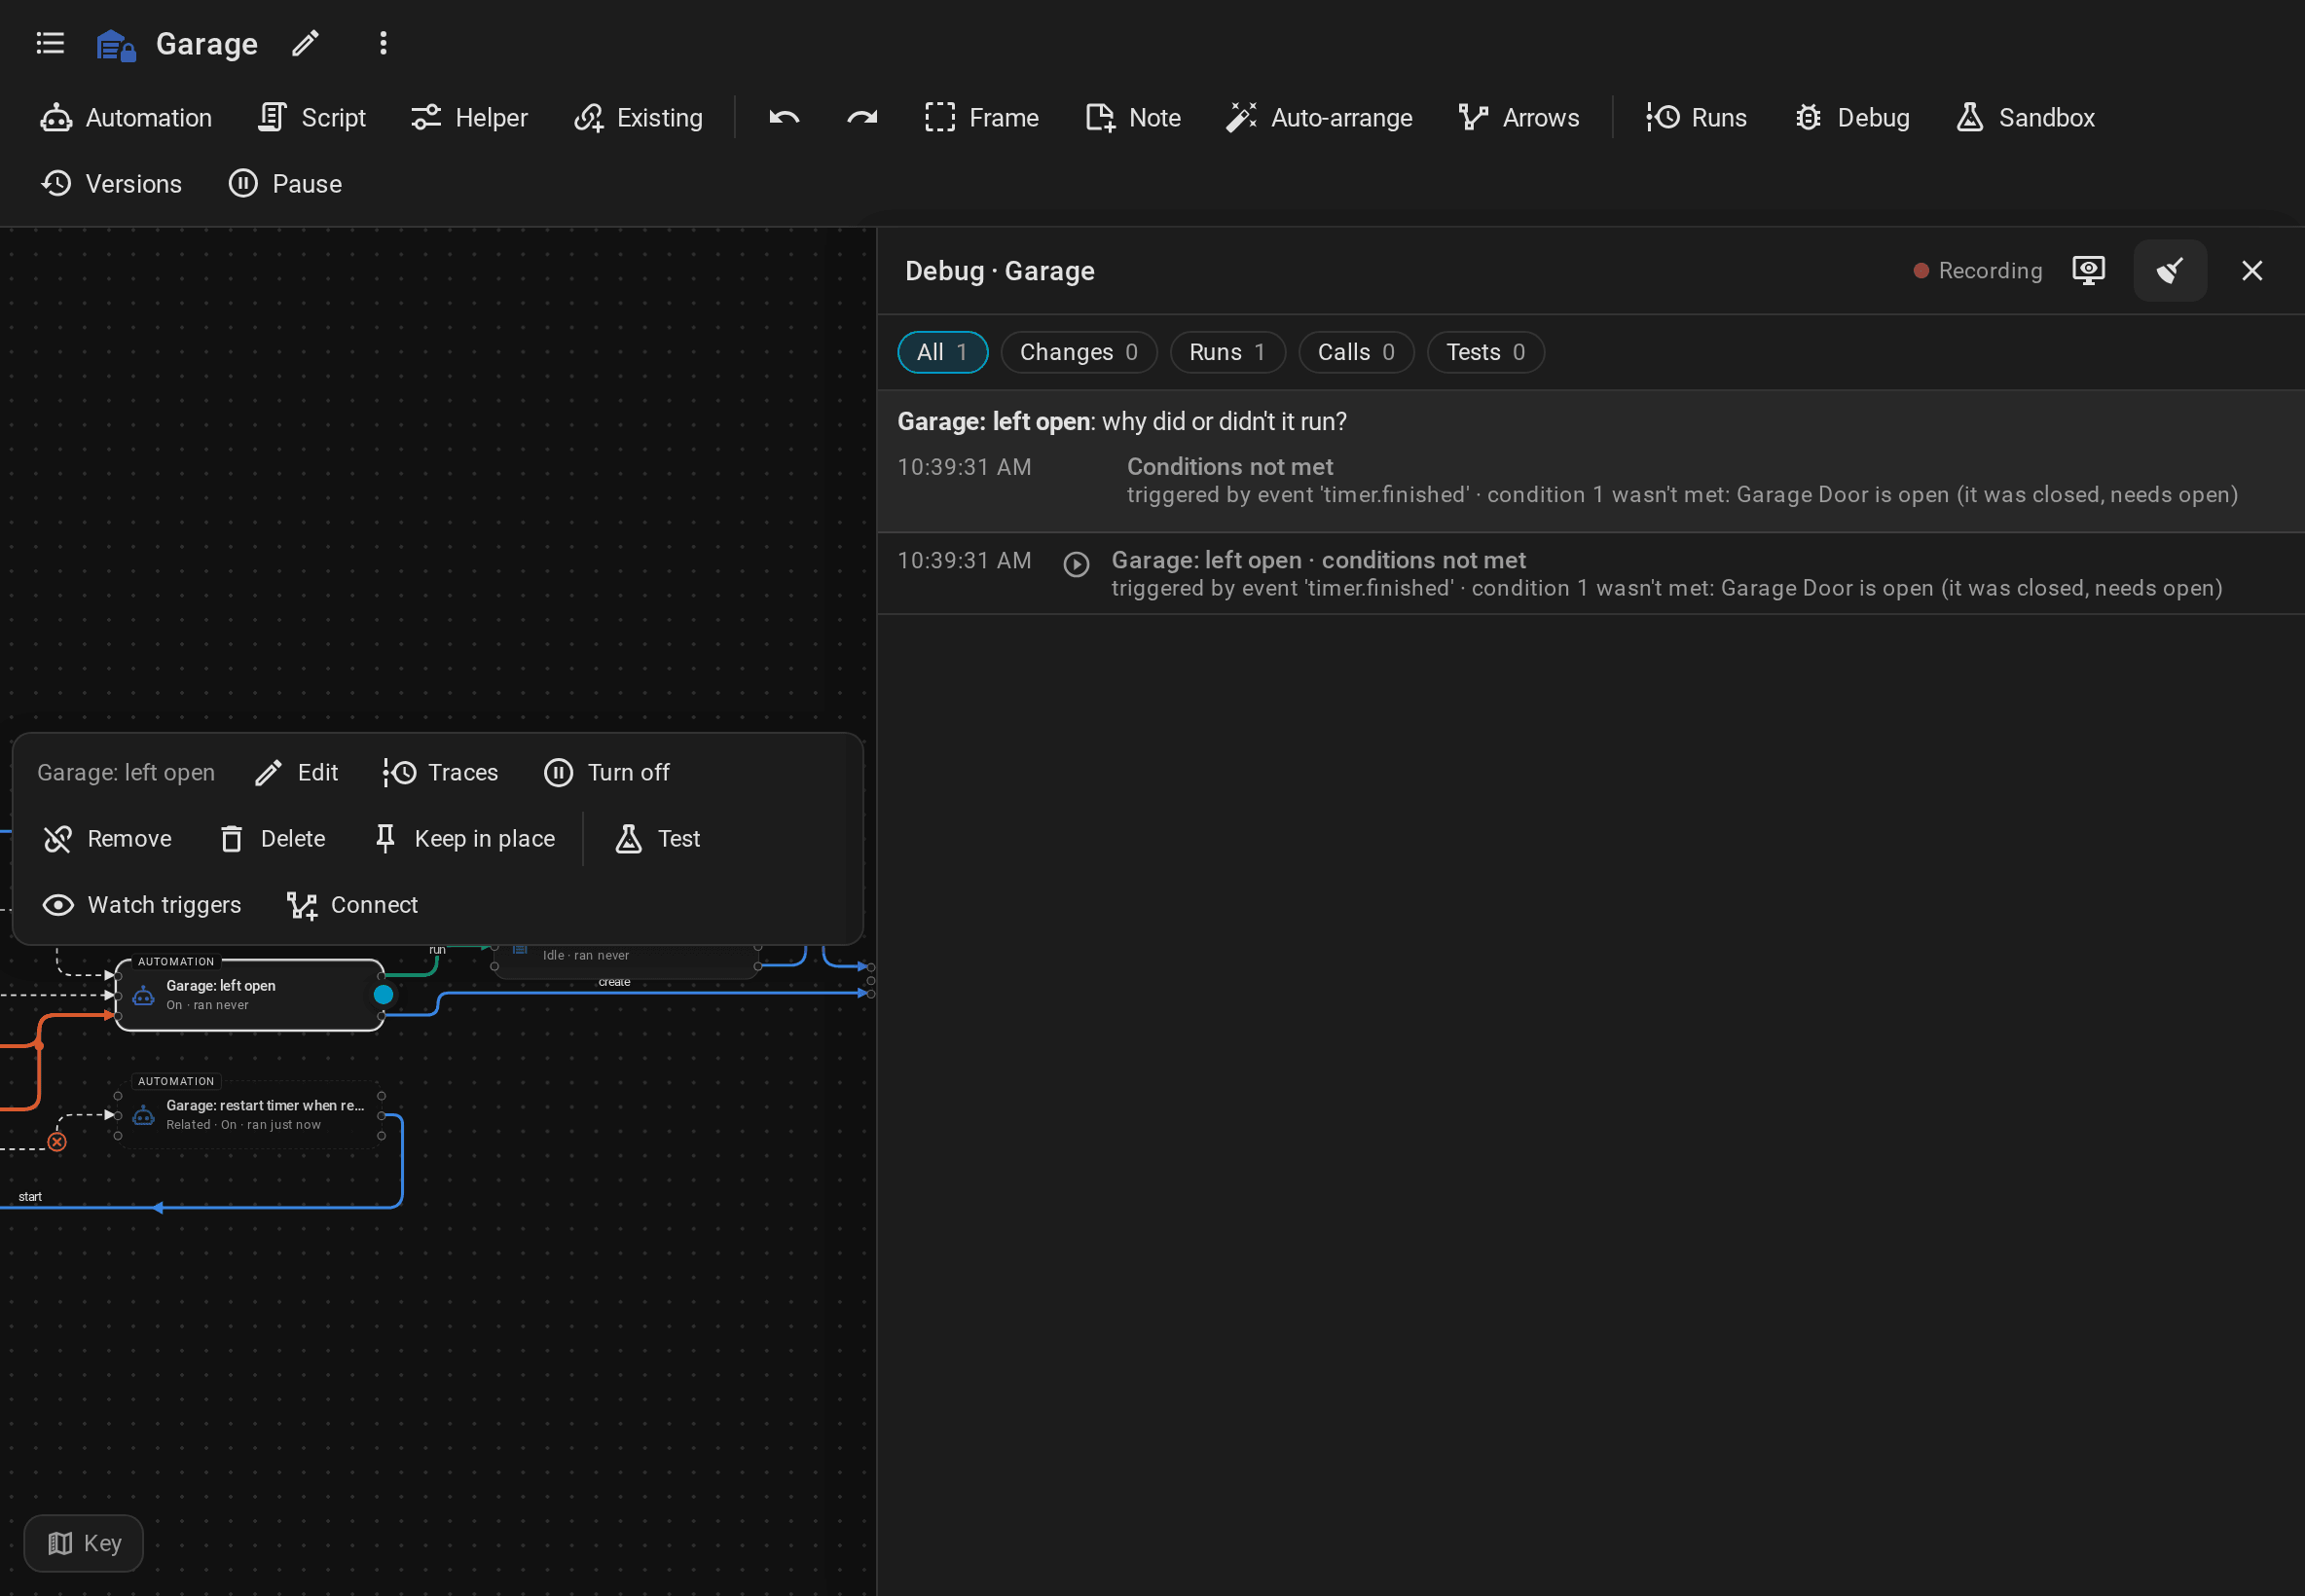 Garage
Automation Script Helper Existing Frame Note Auto-arrange Arrows Runs Debug Sandbox
Versions Pause
Debug · Garage Recording
All 1 Changes 0 Runs 1 Calls 0 Tests 0
Garage: left open: why did or didn't it run?
10:39:31 AM Conditions not met
triggered by event 'timer.finished' · condition 1 wasn't met: Garage Door is open (it was closed, needs open)
10:39:31 AM Garage: left open · conditions not met
triggered by event 'timer.finished' · condition 1 wasn't met: Garage Door is open (it was closed, needs open)
Garage: left open Edit Traces Turn off
Remove Delete Keep in place Test
Watch triggers Connect
run
Idle · ran never
AUTOMATION
Garage: left open
On · ran never
create
AUTOMATION
Garage: restart timer when re...
Related · On · ran just now
start
Key